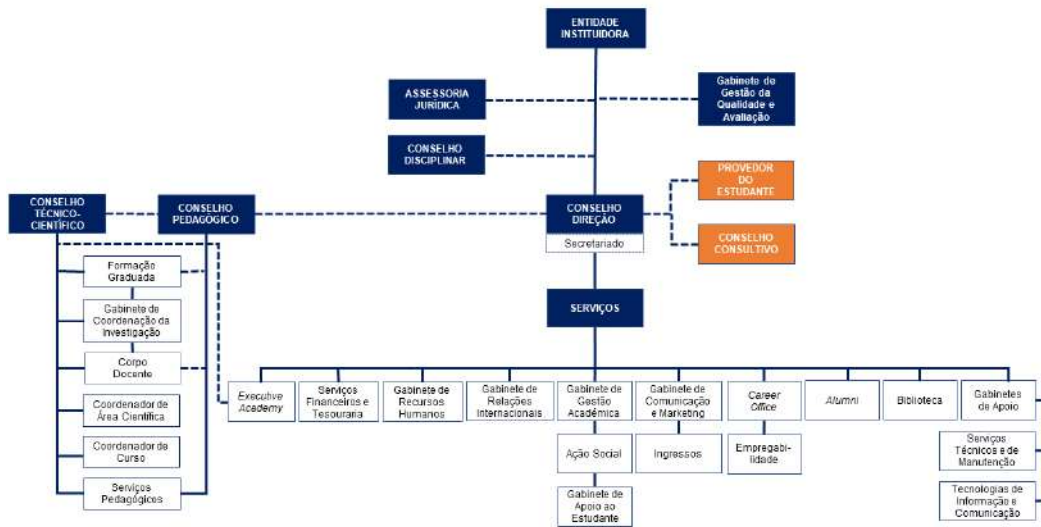 ENTIDADE
INSTITUIDORA
ASSESSORIA
JURÍDICA
Gabinete de
Gestão da
Qualidade e
Avaliação
CONSELHO
DISCIPLINAR
PROVEDOR
DO
ESTUDANTE
CONSELHO
TÉCNICO-
CIENTÍFICO
CONSELHO
PEDAGÓGICO
CONSELHO
DIREÇÃO
Secretariado
CONSELHO
CONSULTIVO
Formação
Graduada
Gabinete de
Coordenação da
Investigação
Corpo
Docente
Coordenador de
Área Científica
Coordenador de
Curso
Serviços
Pedagógicos
SERVIÇOS
Executive
Academy
Serviços
Financeiros e
Tesouraria
Gabinete de
Recursos
Humanos
Gabinete de
Relações
Internacionais
Gabinete de
Gestão
Académica
Gabinete de
Comunicação
e Marketing
Career
Office
Alumni
Biblioteca
Gabinetes
de Apoio
Ação Social
Ingressos
Empregabi-
lidade
Serviços
Técnicos e de
Manutenção
Gabinete de
Apoio ao
Estudante
Tecnologias de
Informação e
Comunicação